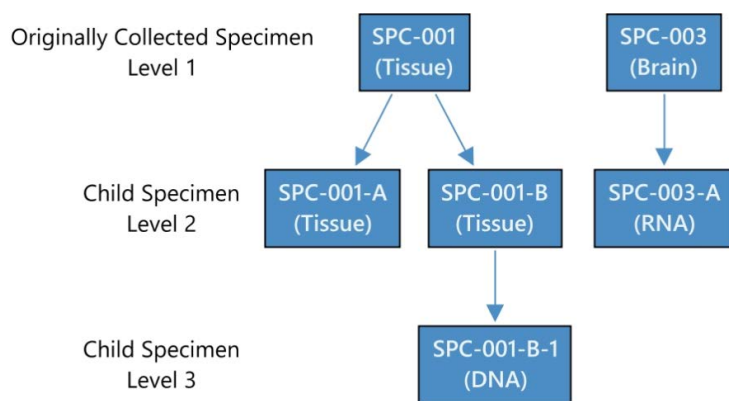 Originally Collected Specimen
Level 1
SPC-001
(Tissue)
SPC-003
(Brain)
Child Specimen
Level 2
SPC-001-A
(Tissue)
SPC-001-B
(Tissue)
SPC-003-A
(RNA)
Child Specimen
Level 3
SPC-001-B-1
(DNA)